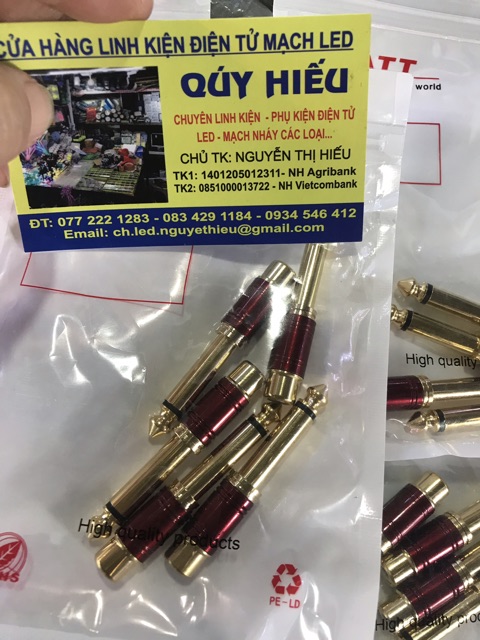 CỬA HÀNG LINH KIỆN ĐIỆN TỬ MẠCH LED
QÚY HIẾU
CHUYÊN LINH KIỆN - PHỤ KIỆN ĐIỆN TỬ
LED - MẠCH NHÁY CÁC LOẠI...
CHỦ TK: NGUYỄN THỊ HIẾU
TK1: 1401205012311- NH Agribank
TK2: 0851000013722 - NH Vietcombank
ĐT: 077 222 1283 - 083 429 1184 - 0934 546 412
Email: ch.led.nguyethieu@gmail.com
world
High quality
High quality products
PE-LD
High quality